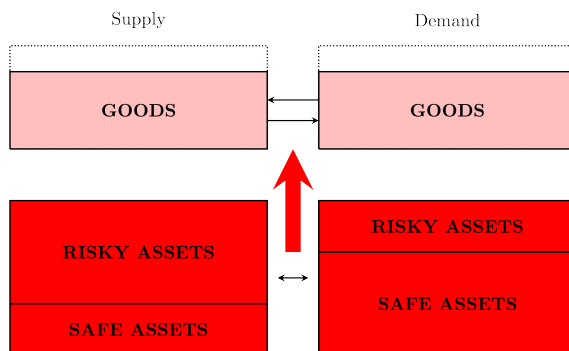 Supply
Demand
GOODS
GOODS
RISKY ASSETS
RISKY ASSETS
SAFE ASSETS
SAFE ASSETS